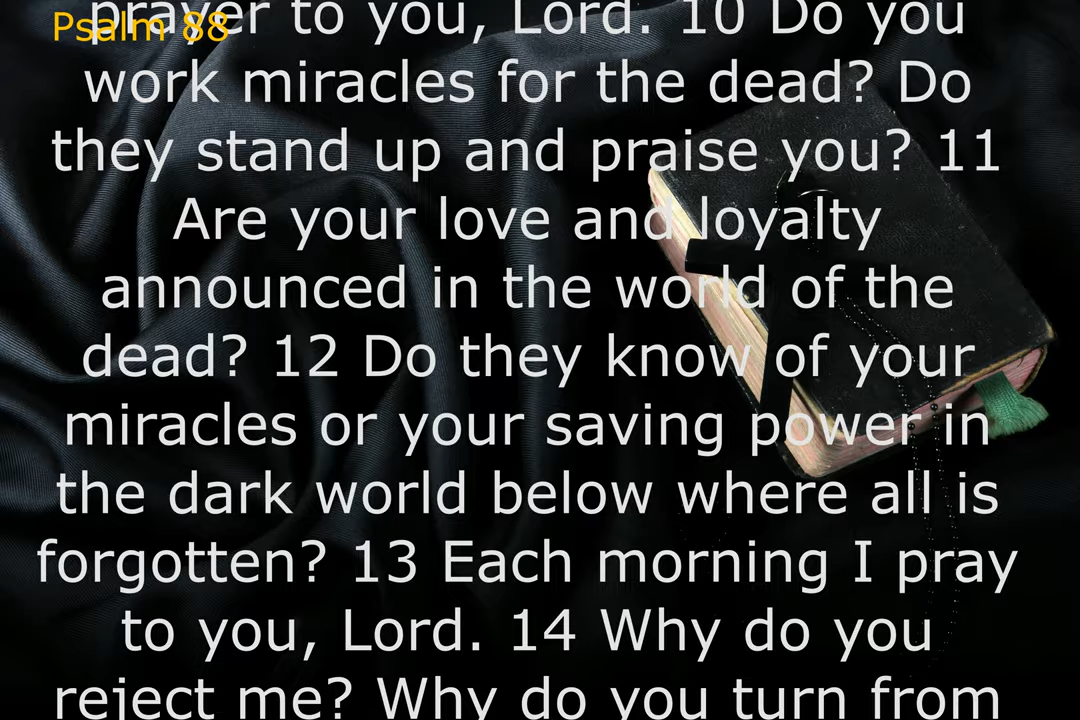 Psalm 88
prayer to you, Lord. 10 Do you
work miracles for the dead? Do
they stand up and praise you? 11
Are your love and loyalty
announced in the world of the
dead? 12 Do they know of your
miracles or your saving power in
the dark world below where all is
forgotten? 13 Each morning I pray
to you, Lord. 14 Why do you
reject me? Why do you turn from